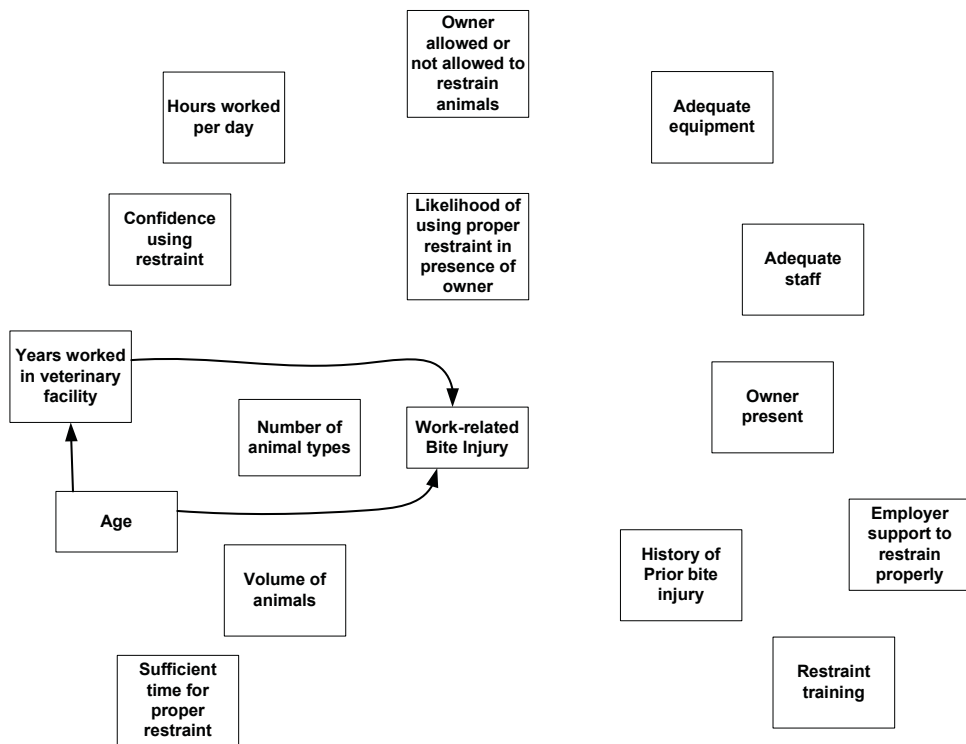 Owner
allowed or
not allowed to
restrain
animals
Hours worked
per day
Adequate
equipment
Confidence
using
restraint
Likelihood of
using proper
restraint in
presence of
owner
Adequate
staff
Years worked
in veterinary
facility
Owner
present
Number of
animal types
Work-related
Bite Injury
Age
Employer
support to
restrain
properly
History of
Prior bite
injury
Volume of
animals
Restraint
training
Sufficient
time for
proper
restraint